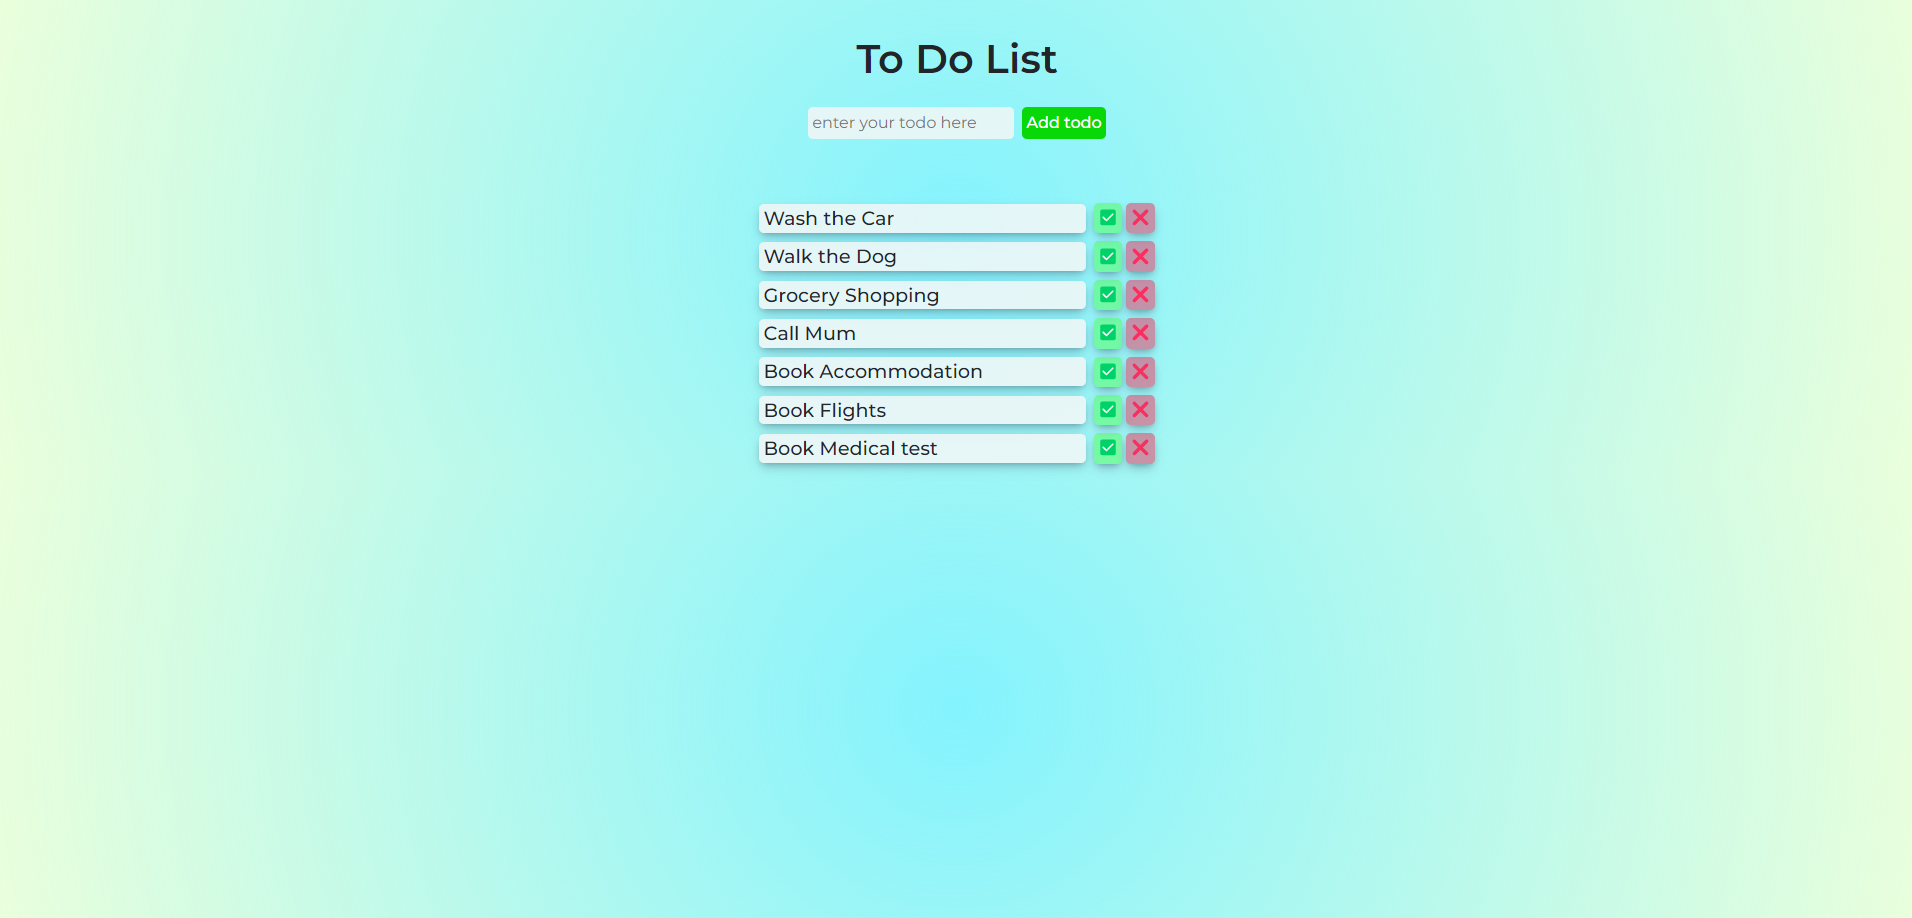 To Do List
enter your todo here Add todo
Wash the Car
Walk the Dog
Grocery Shopping
Call Mum
Book Accommodation
Book Flights
Book Medical test